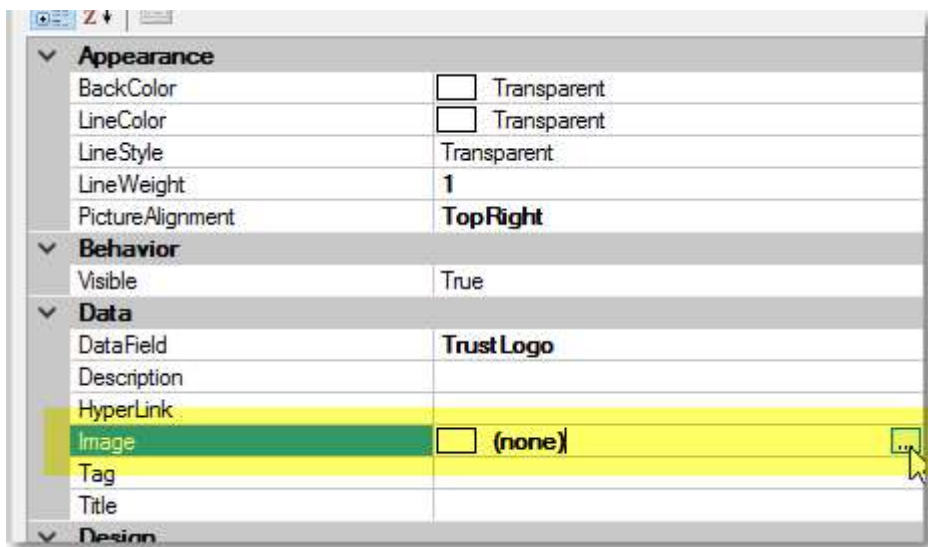 Appearance
BackColor Transparent
LineColor Transparent
LineStyle Transparent
LineWeight 1
PictureAlignment TopRight
Behavior
Visible True
Data
DataField TrustLogo
Description
HyperLink
Image (none) ...
Tag
Title
Design